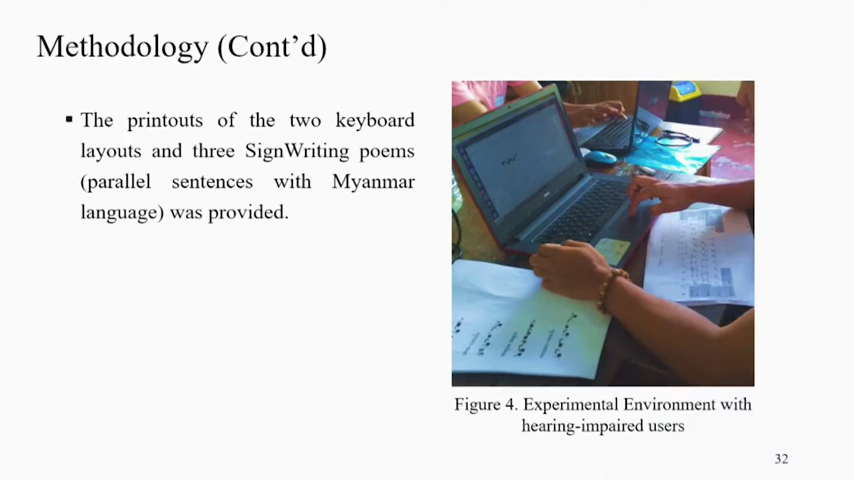 Methodology (Cont’d)
▪ The printouts of the two keyboard
layouts and three SignWriting poems
(parallel sentences with Myanmar
language) was provided.
Figure 4. Experimental Environment with
hearing-impaired users
32